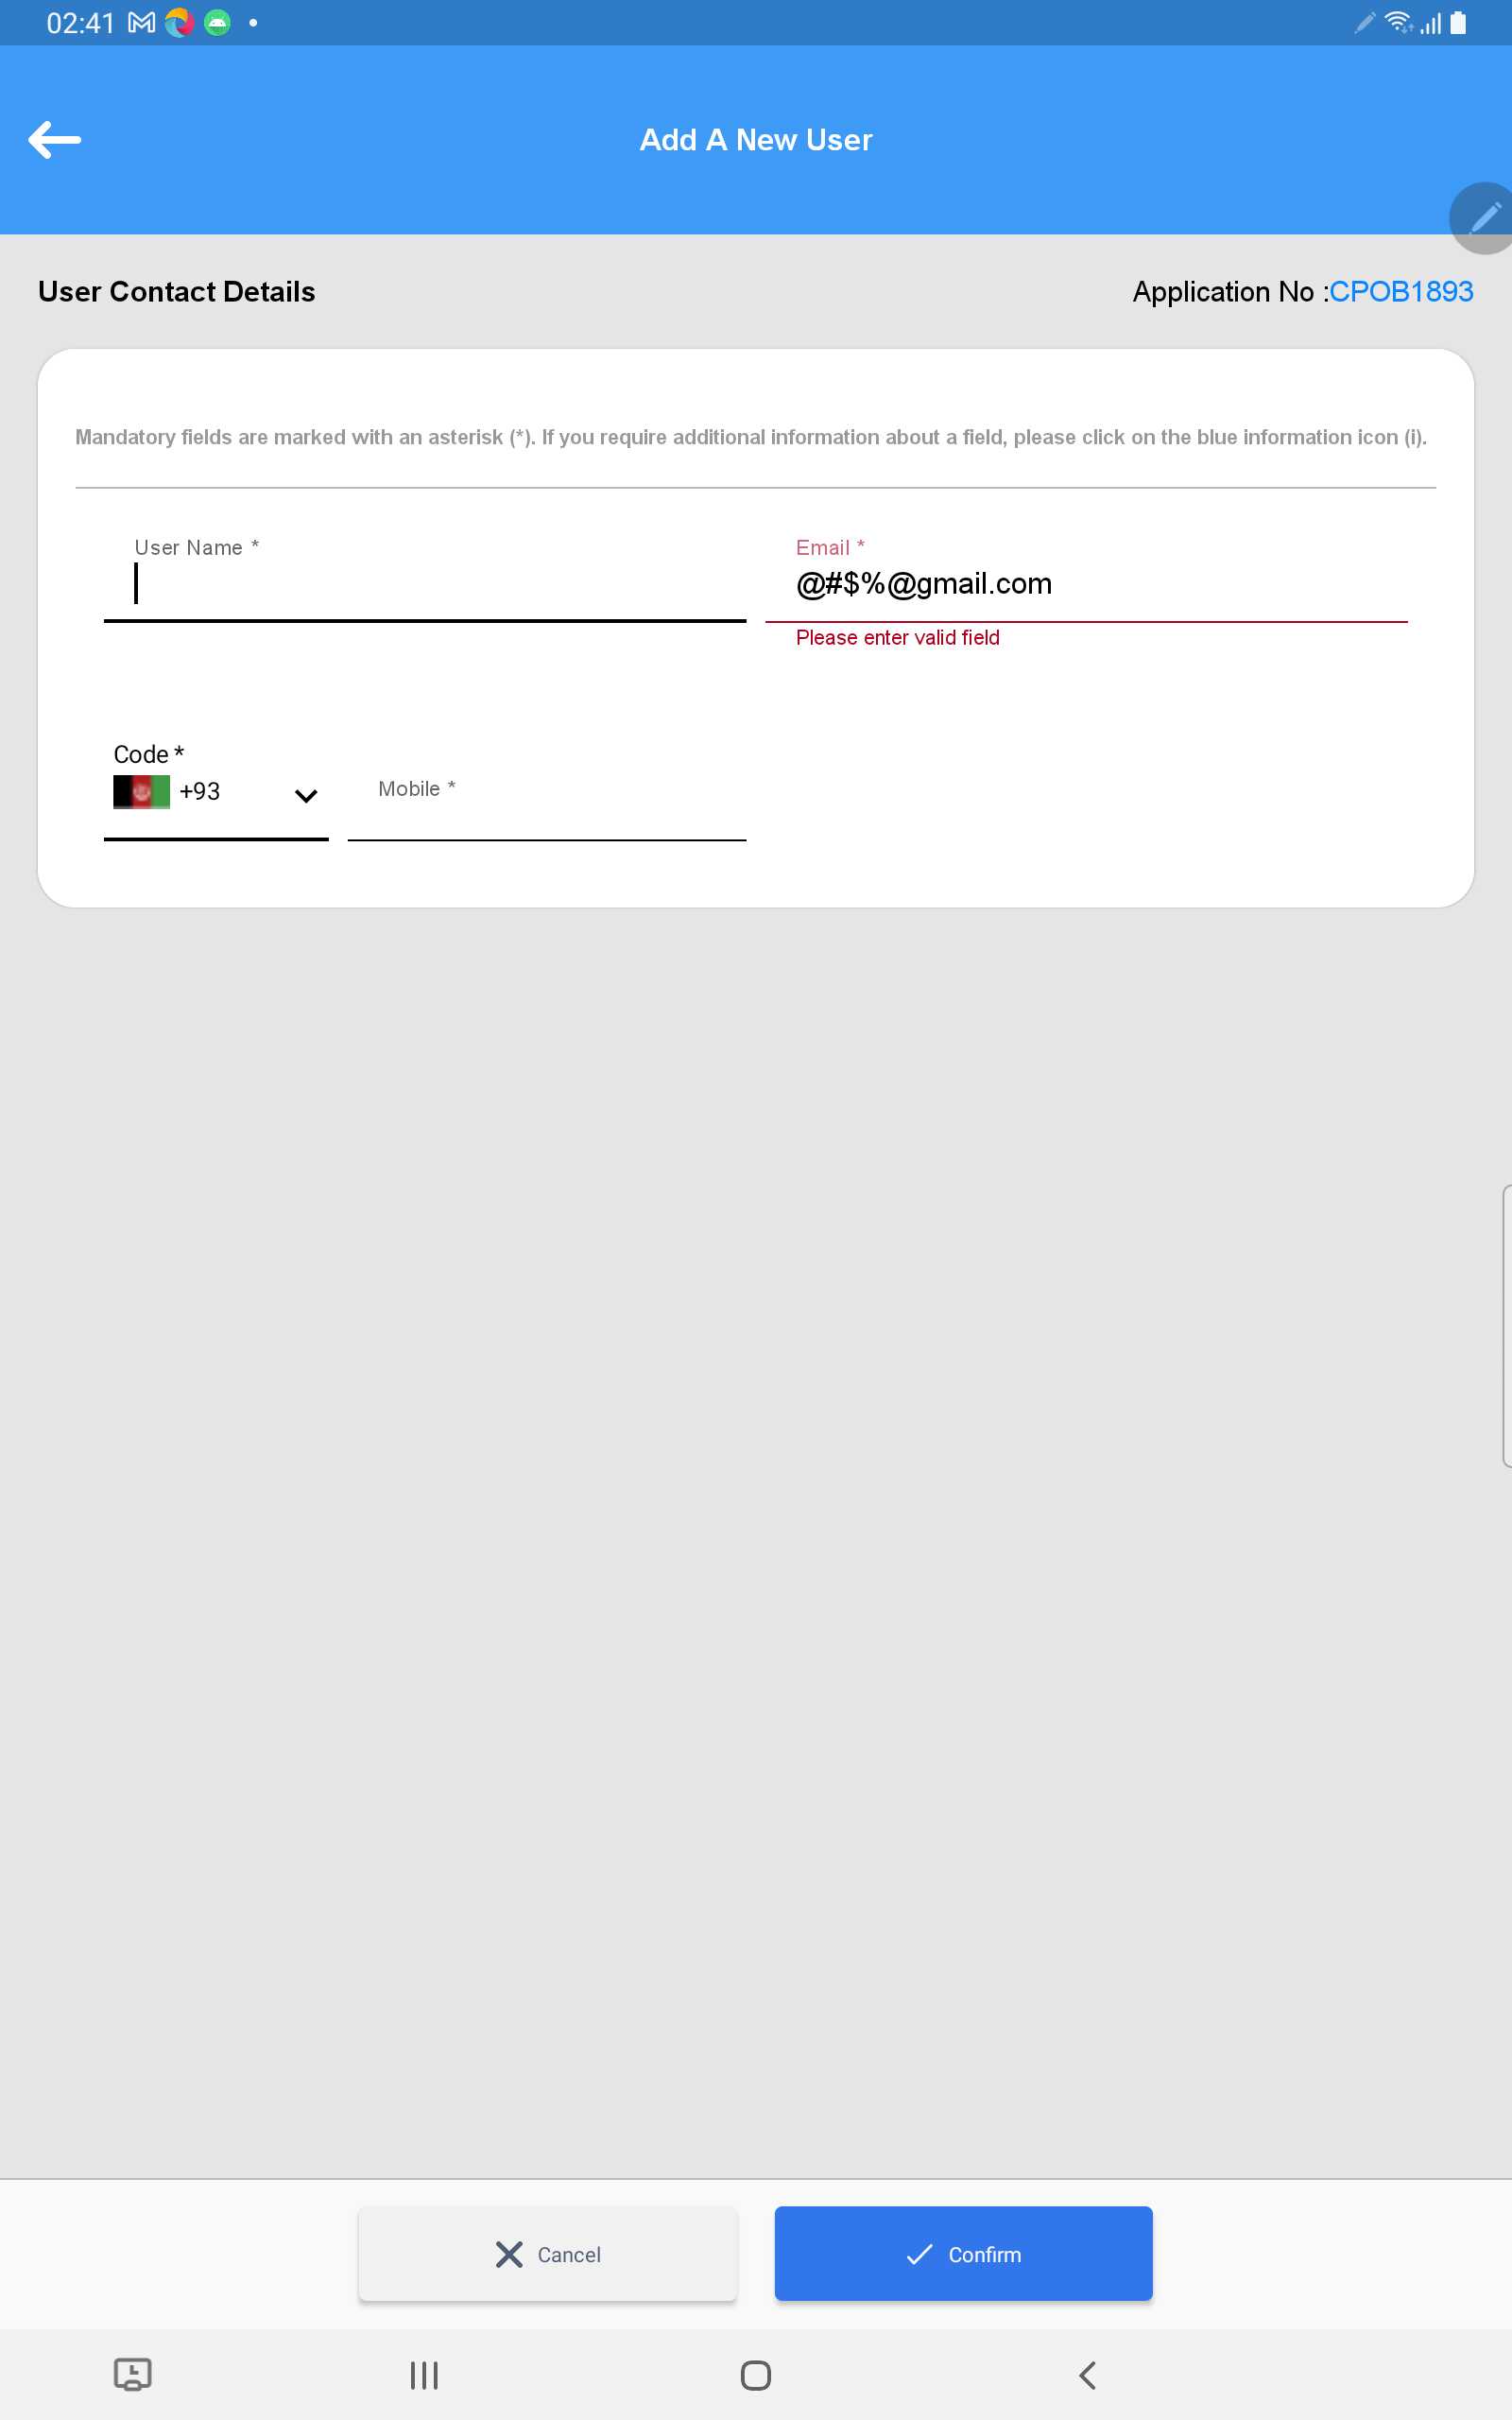 02:41
Add A New User
User Contact Details
Application No :CPOB1893
Mandatory fields are marked with an asterisk (*). If you require additional information about a field, please click on the blue information icon (i).
User Name *
Email *
@#$%@gmail.com
Please enter valid field
Code *
+93
Mobile *
Cancel
Confirm